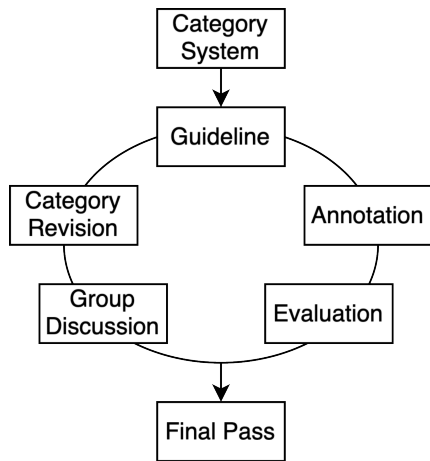 Category
System
Guideline
Category
Revision
Annotation
Group
Discussion
Evaluation
Final Pass